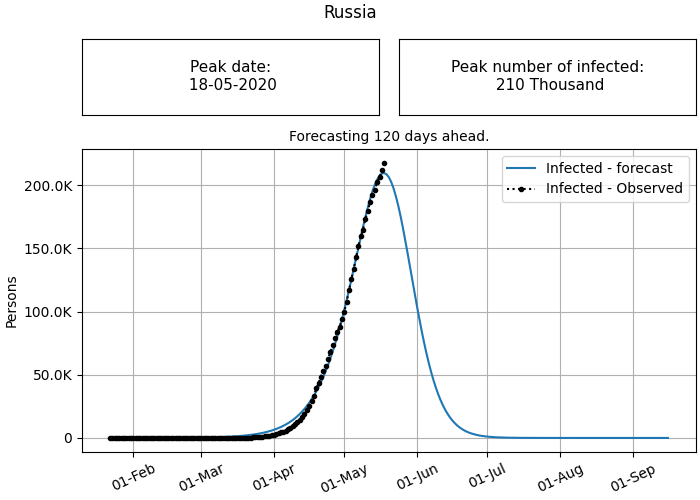 Russia
Peak date:
18-05-2020
Peak number of infected:
210 Thousand
Forecasting 120 days ahead.
Infected - forecast
Infected - Observed
200.0K
150.0K
100.0K
50.0K
0
Persons
01-Feb
01-Mar
01-Apr
01-May
01-Jun
01-Jul
01-Aug
01-Sep